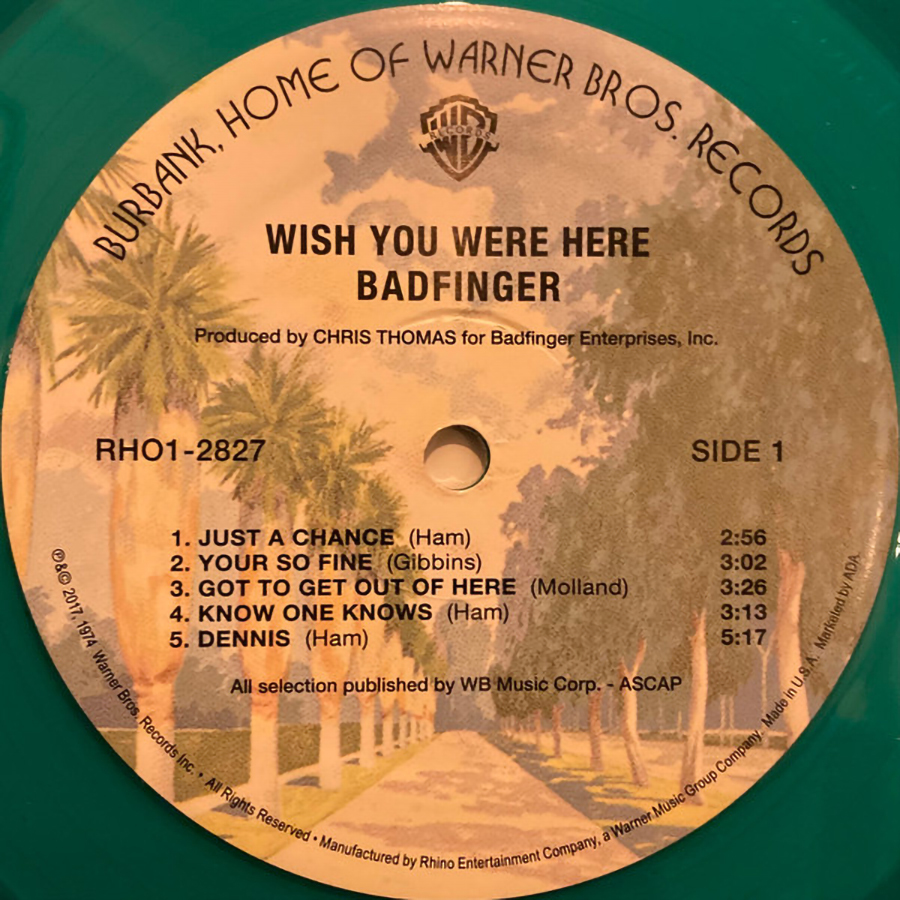 BURBANK, HOME OF WARNER BROS. RECORDS
WB
RECORDS
WISH YOU WERE HERE
BADFINGER
Produced by CHRIS THOMAS for Badfinger Enterprises, Inc.
RHO1-2827
SIDE 1
1. JUST A CHANCE (Ham) 2:56
2. YOUR SO FINE (Gibbins) 3:02
3. GOT TO GET OUT OF HERE (Molland) 3:26
4. KNOW ONE KNOWS (Ham) 3:13
5. DENNIS (Ham) 5:17
All selection published by WB Music Corp. - ASCAP
℗&© 2017, 1974 Warner Bros. Records Inc. • All Rights Reserved • Manufactured by Rhino Entertainment Company, a Warner Music Group Company. Made in U.S.A. Marketed by ADA